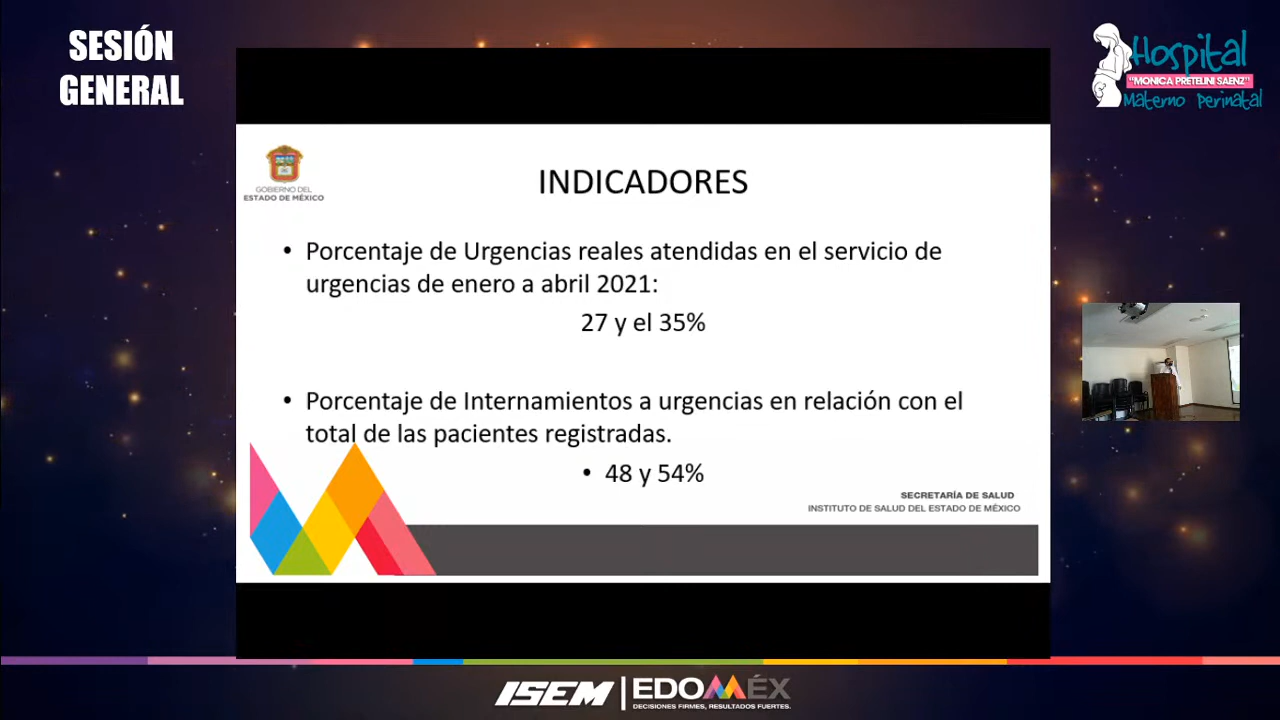 SESIÓN
GENERAL
Hospital
"MONICA PRETELINI SAENZ"
Materno Perinatal
GOBIERNO DEL
ESTADO DE MÉXICO
INDICADORES
• Porcentaje de Urgencias reales atendidas en el servicio de
urgencias de enero a abril 2021:
27 y el 35%
• Porcentaje de Internamientos a urgencias en relación con el
total de las pacientes registradas.
• 48 y 54%
SECRETARÍA DE SALUD
INSTITUTO DE SALUD DEL ESTADO DE MÉXICO
ISEM | EDOMÉX
DECISIONES FIRMES, RESULTADOS FUERTES.